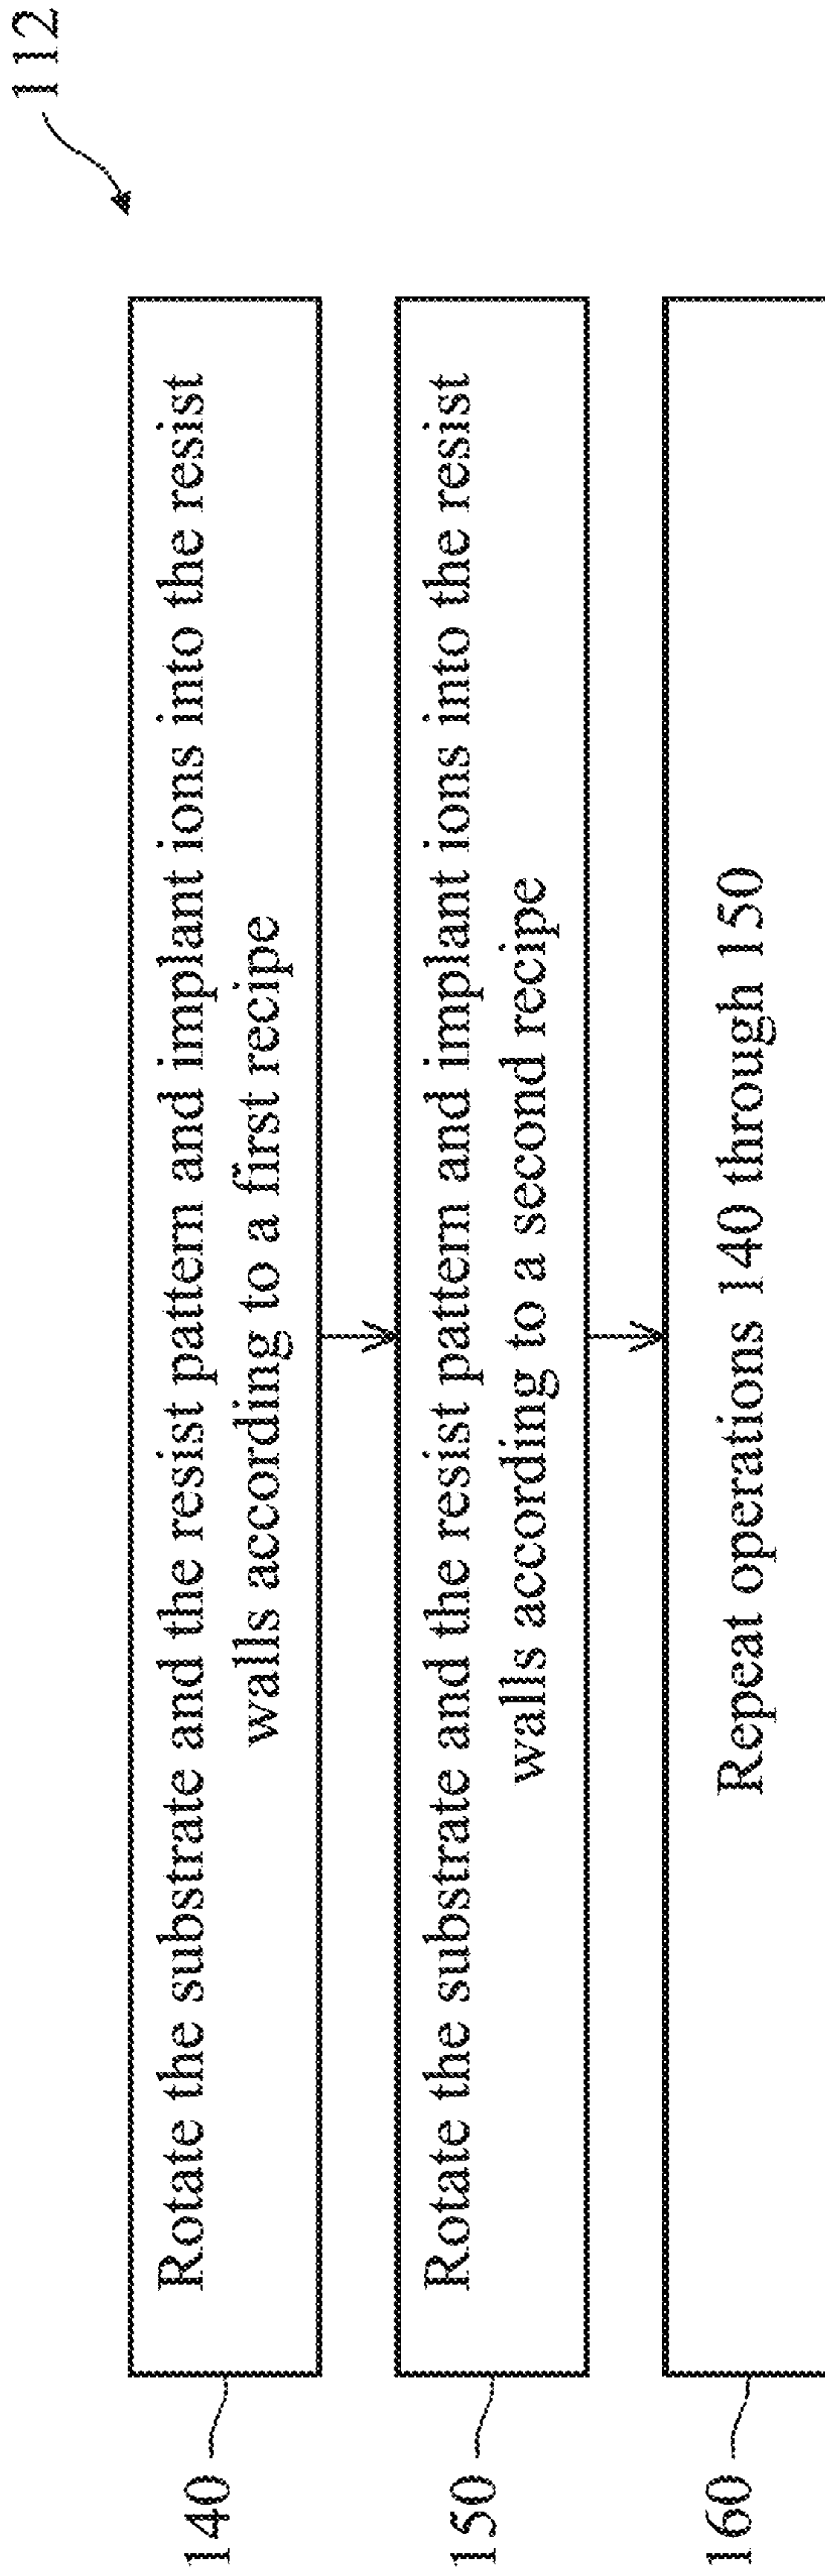 112
140
Rotate the substrate and the resist pattern and implant ions into the resist
walls according to a first recipe
150
Rotate the substrate and the resist pattern and implant ions into the resist
walls according to a second recipe
160
Repeat operations 140 through 150